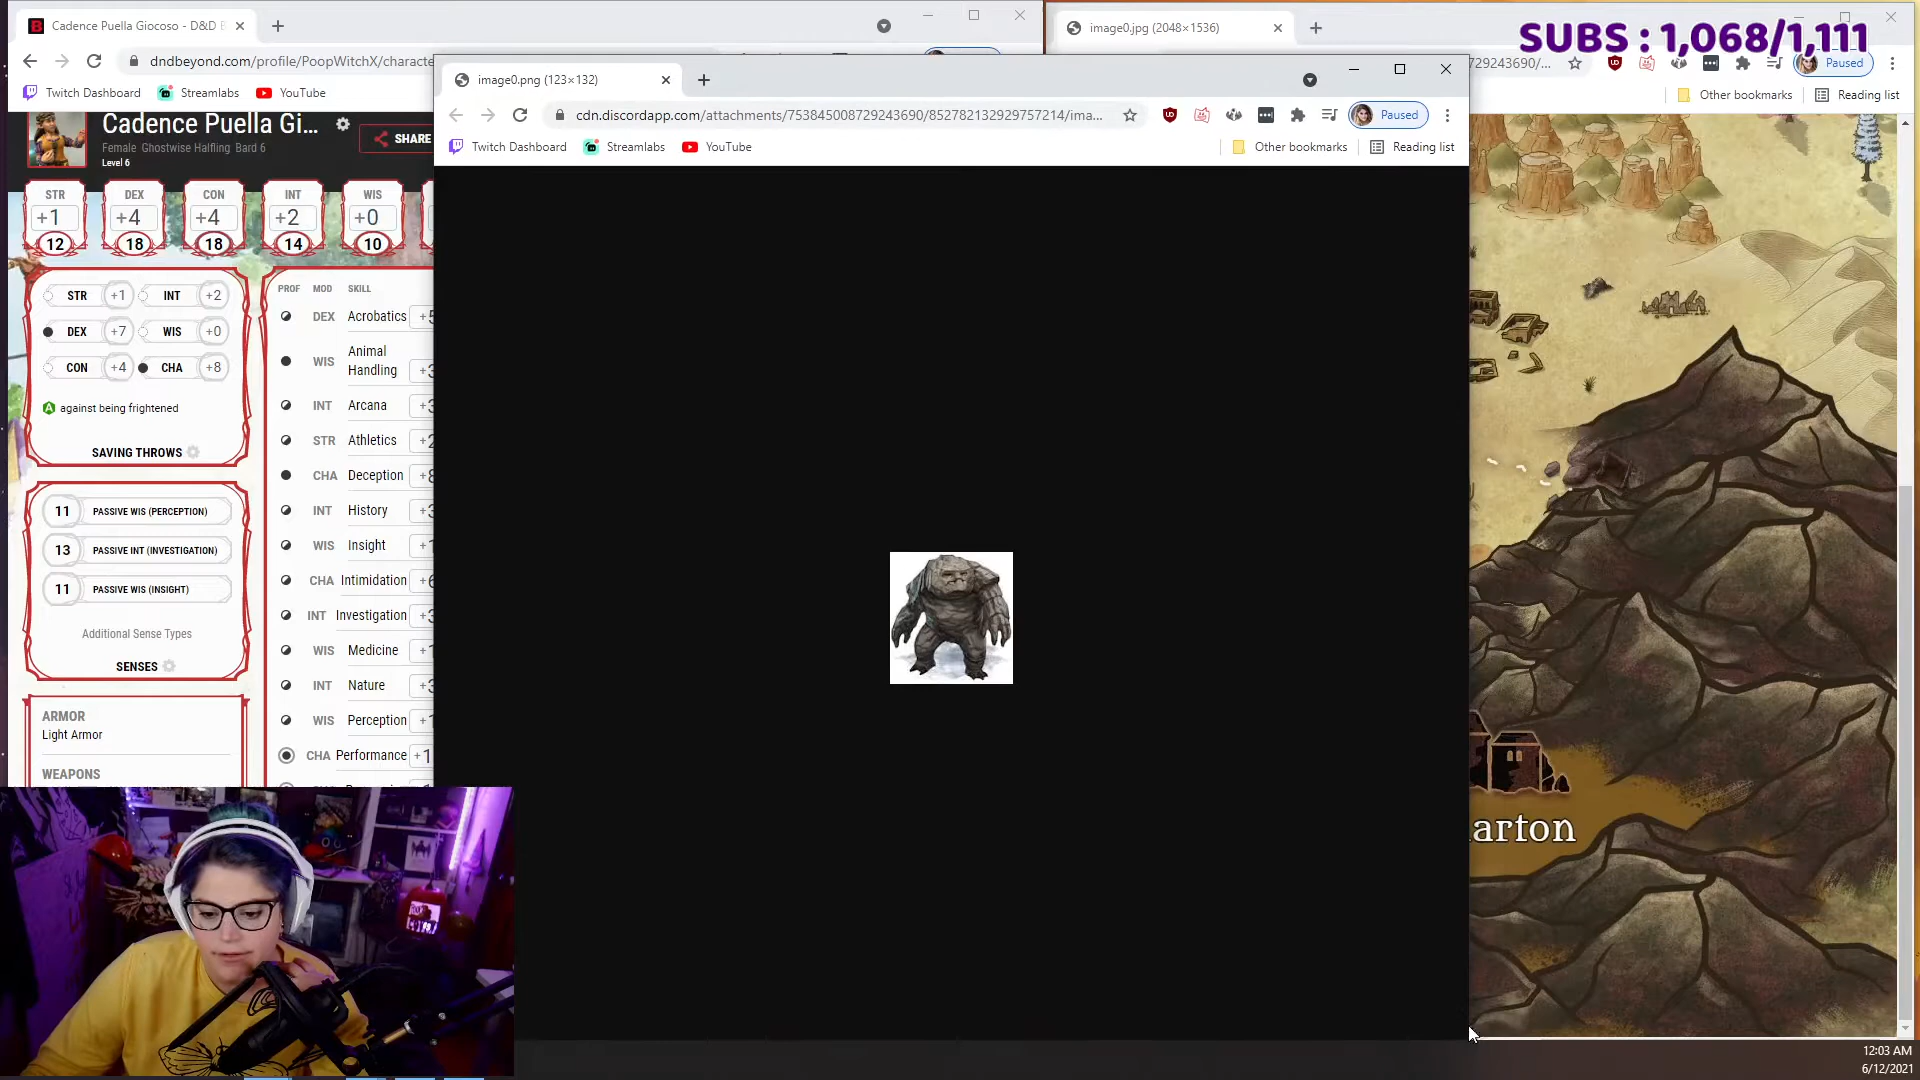 Cadence Puella Giocoso - D&D B
image0.jpg (2048×1536)
SUBS : 1,068/1,111
dndbeyond.com/profile/PoopWitchX/characte
729243690/...
Paused
Twitch Dashboard
Streamlabs
YouTube
Other bookmarks
Reading list
image0.png (123×132)
cdn.discordapp.com/attachments/753845008729243690/852782132929757214/ima...
Paused
Twitch Dashboard
Streamlabs
YouTube
Other bookmarks
Reading list
Cadence Puella Gi...
Female Ghostwise Halfling Bard 6
Level 6
SHARE
STR
DEX
CON
INT
WIS
+1
+4
+4
+2
+0
12
18
18
14
10
STR +1 INT +2
DEX +7 WIS +0
CON +4 CHA +8
A against being frightened
SAVING THROWS
11 PASSIVE WIS (PERCEPTION)
13 PASSIVE INT (INVESTIGATION)
11 PASSIVE WIS (INSIGHT)
Additional Sense Types
SENSES
ARMOR
Light Armor
WEAPONS
PROF MOD SKILL
DEX Acrobatics
WIS Animal
Handling
INT Arcana
STR Athletics
CHA Deception
INT History
WIS Insight
CHA Intimidation
INT Investigation
WIS Medicine
INT Nature
WIS Perception
CHA Performance
arton
12:03 AM
6/12/2021